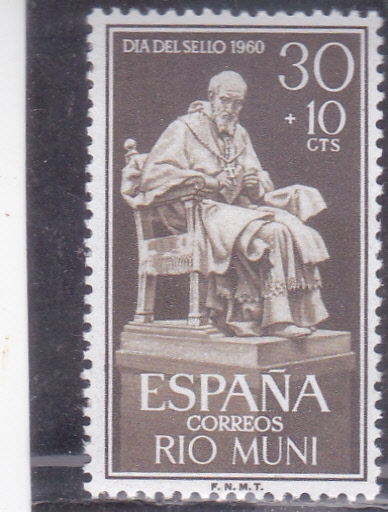 DIA DEL SELLO 1960
30
+ 10
CTS
ESPAÑA
CORREOS
RIO MUNI
F. N. M. T.